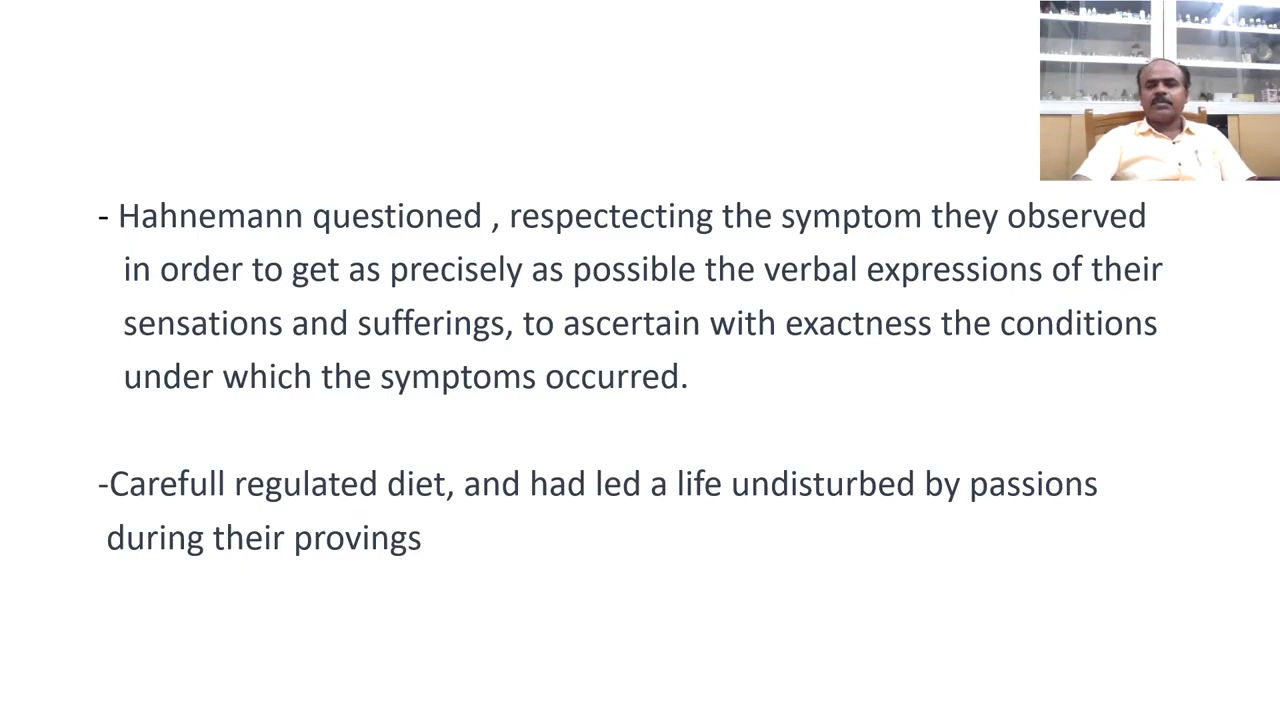 - Hahnemann questioned , respectecting the symptom they observed
in order to get as precisely as possible the verbal expressions of their
sensations and sufferings, to ascertain with exactness the conditions
under which the symptoms occurred.
-Carefull regulated diet, and had led a life undisturbed by passions
during their provings